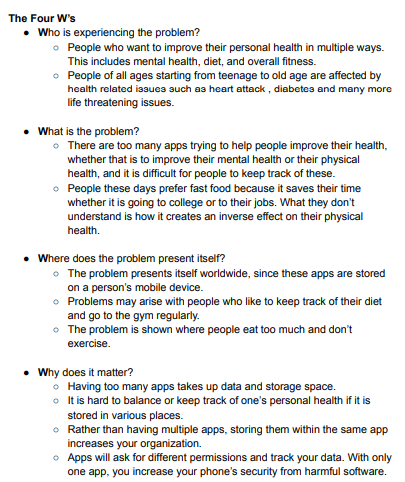 The Four W's
● Who is experiencing the problem?
○ People who want to improve their personal health in multiple ways.
This includes mental health, diet, and overall fitness.
○ People of all ages starting from teenage to old age are affected by
health related issues such as heart attack , diabetes and many more
life threatening issues.
● What is the problem?
○ There are too many apps trying to help people improve their health,
whether that is to improve their mental health or their physical
health, and it is difficult for people to keep track of these.
○ People these days prefer fast food because it saves their time
whether it is going to college or to their jobs. What they don't
understand is how it creates an inverse effect on their physical
health.
● Where does the problem present itself?
○ The problem presents itself worldwide, since these apps are stored
on a person's mobile device.
○ Problems may arise with people who like to keep track of their diet
and go to the gym regularly.
○ The problem is shown where people eat too much and don't
exercise.
● Why does it matter?
○ Having too many apps takes up data and storage space.
○ It is hard to balance or keep track of one's personal health if it is
stored in various places.
○ Rather than having multiple apps, storing them within the same app
increases your organization.
○ Apps will ask for different permissions and track your data. With only
one app, you increase your phone's security from harmful software.